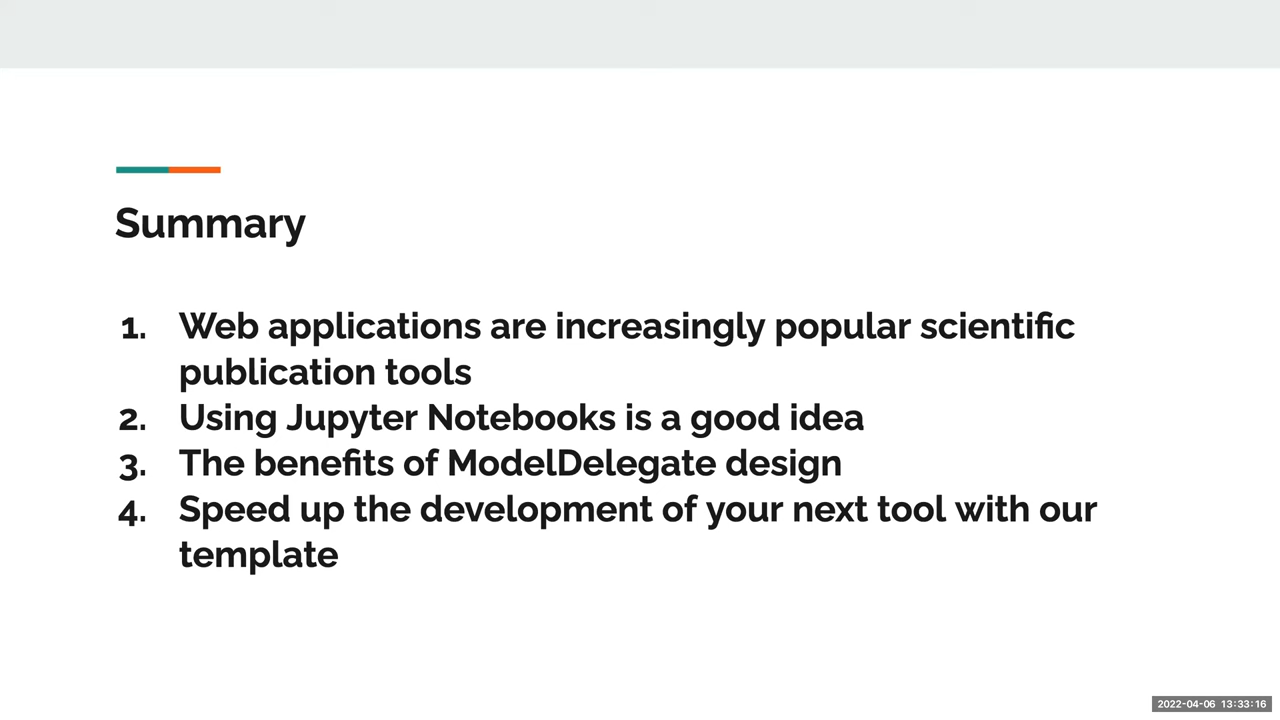 Summary
1. Web applications are increasingly popular scientific
publication tools
2. Using Jupyter Notebooks is a good idea
3. The benefits of ModelDelegate design
4. Speed up the development of your next tool with our
template
2022-04-06 13:33:16